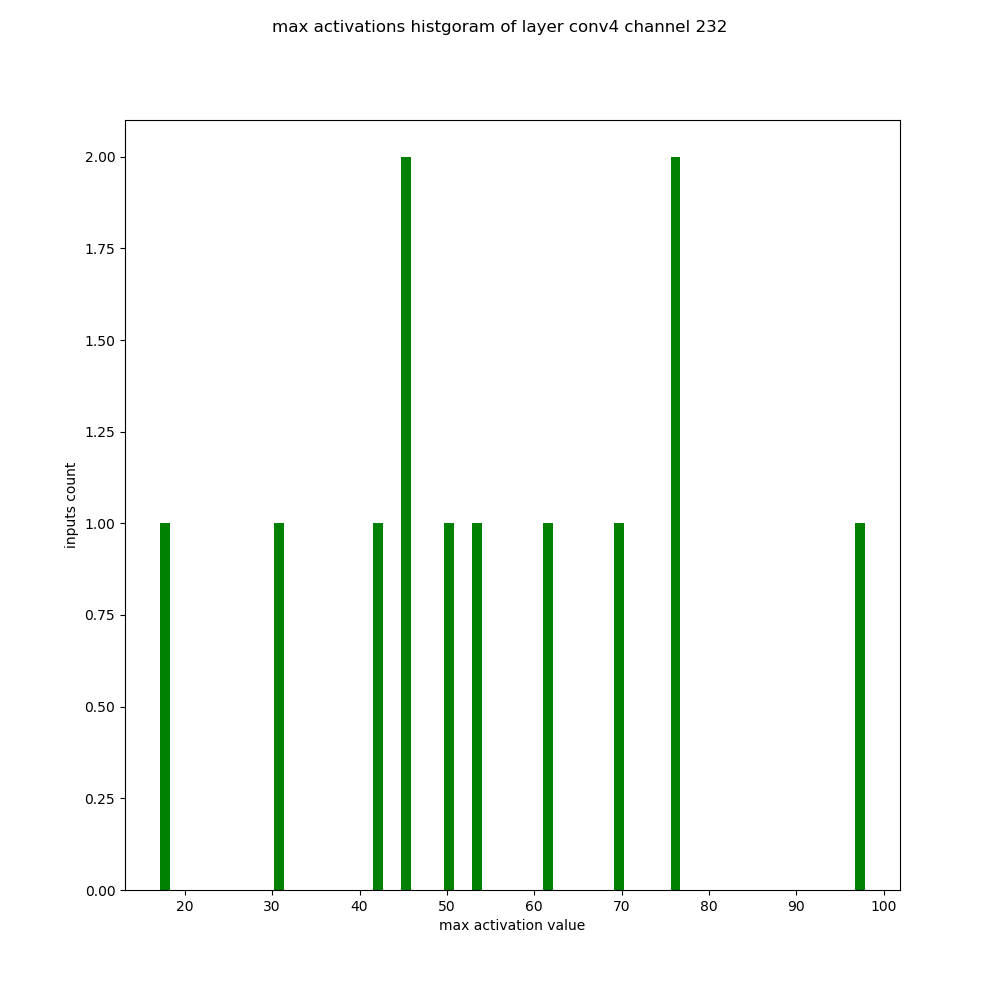 max activations histgoram of layer conv4 channel 232
2.00
1.75
1.50
1.25
1.00
0.75
0.50
0.25
0.00
inputs count
20 30 40 50 60 70 80 90 100
max activation value